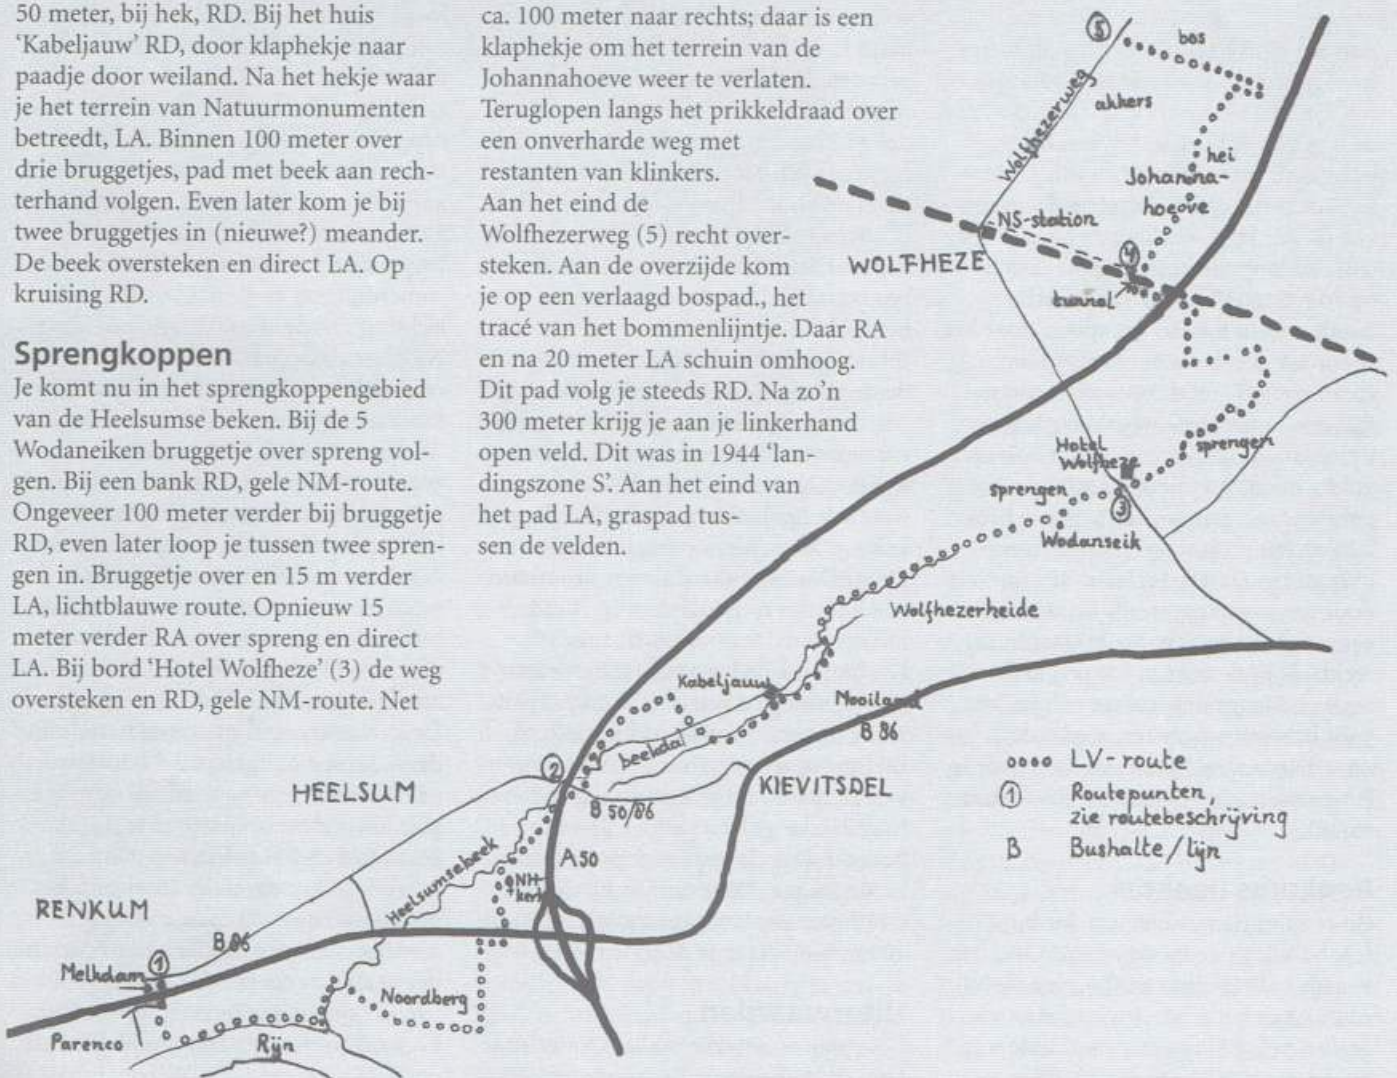 50 meter, bij hek, RD. Bij het huis
‘Kabeljauw’ RD, door klaphekje naar
paadje door weiland. Na het hekje waar
je het terrein van Natuurmonumenten
betreedt, LA. Binnen 100 meter over
drie bruggetjes, pad met beek aan rech-
terhand volgen. Even later kom je bij
twee bruggetjes in (nieuwe?) meander.
De beek oversteken en direct LA. Op
kruising RD.
Sprengkoppen
Je komt nu in het sprengkoppengebied
van de Heelsumse beken. Bij de 5
Wodaneiken bruggetje over spreng vol-
gen. Bij een bank RD, gele NM-route.
Ongeveer 100 meter verder bij bruggetje
RD, even later loop je tussen twee spren-
gen in. Bruggetje over en 15 m verder
LA, lichtblauwe route. Opnieuw 15
meter verder RA over spreng en direct
LA. Bij bord ‘Hotel Wolfheze’ (3) de weg
oversteken en RD, gele NM-route. Net
ca. 100 meter naar rechts; daar is een
klaphekje om het terrein van de
Johannahoeve weer te verlaten.
Teruglopen langs het prikkeldraad over
een onverharde weg met
restanten van klinkers.
Aan het eind de
Wolfhezerweg (5) recht over-
steken. Aan de overzijde kom
je op een verlaagd bospad., het
tracé van het bommenlijntje. Daar RA
en na 20 meter LA schuin omhoog.
Dit pad volg je steeds RD. Na zo’n
300 meter krijg je aan je linkerhand
open veld. Dit was in 1944 ‘lan-
dingszone S’. Aan het eind van
het pad LA, graspad tus-
sen de velden.
5
bos
Wolfhezerweg
akkers
hei
Johanna-
hoeve
NS-station
WOLFHEZE
4
tunnel
Hotel
Wolfheze
sprengen
sprengen
3
Wodanseik
Wolfhezerheide
Kabeljauw
Nooiland
B 86
beekdal
2
HEELSUM
B 50/86
KIEVITSDEL
A50
Heelsumsebeek
NH-
kerk
RENKUM
B 86
Melkdam
1
Noordberg
Parenco
Rijn
LV-route
1 Routepunten,
zie routebeschrijving
B Bushalte/lijn